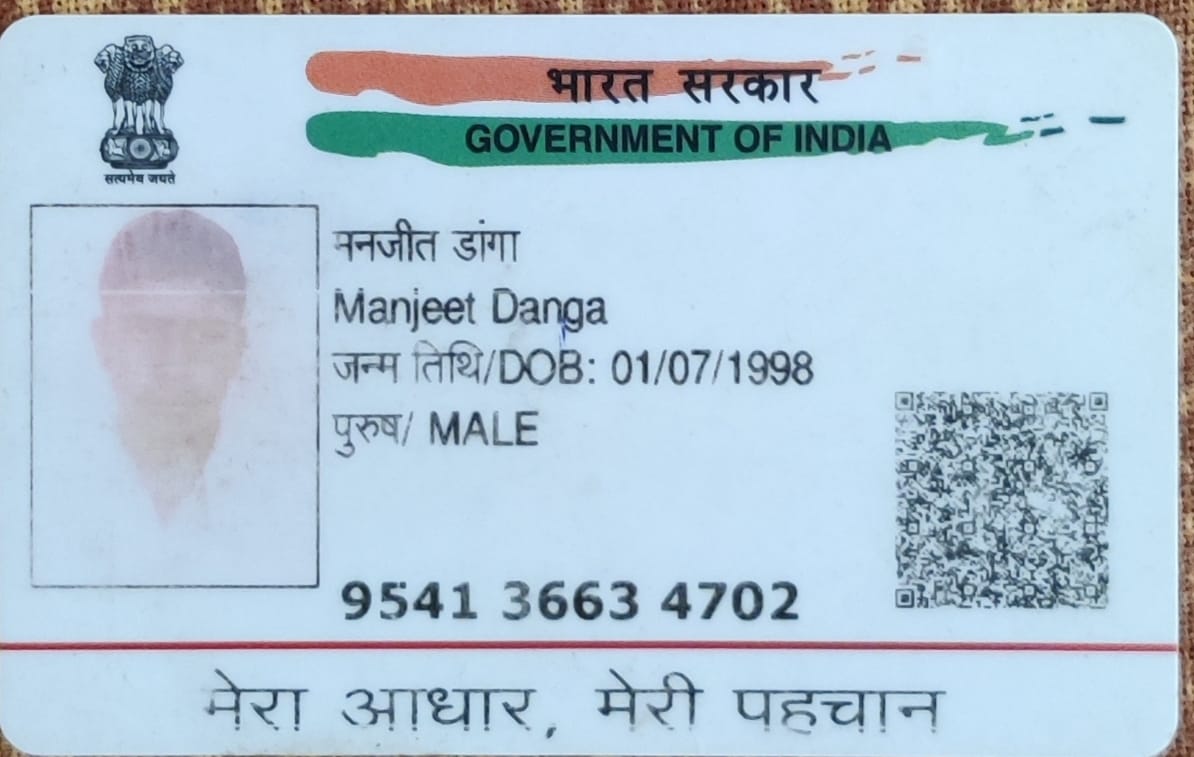 भारत सरकार
GOVERNMENT OF INDIA
सत्यमेव जयते
मनजीत डांगा
Manjeet Danga
जन्म तिथि/DOB: 01/07/1998
पुरुष/ MALE
9541 3663 4702
मेरा आधार, मेरी पहचान